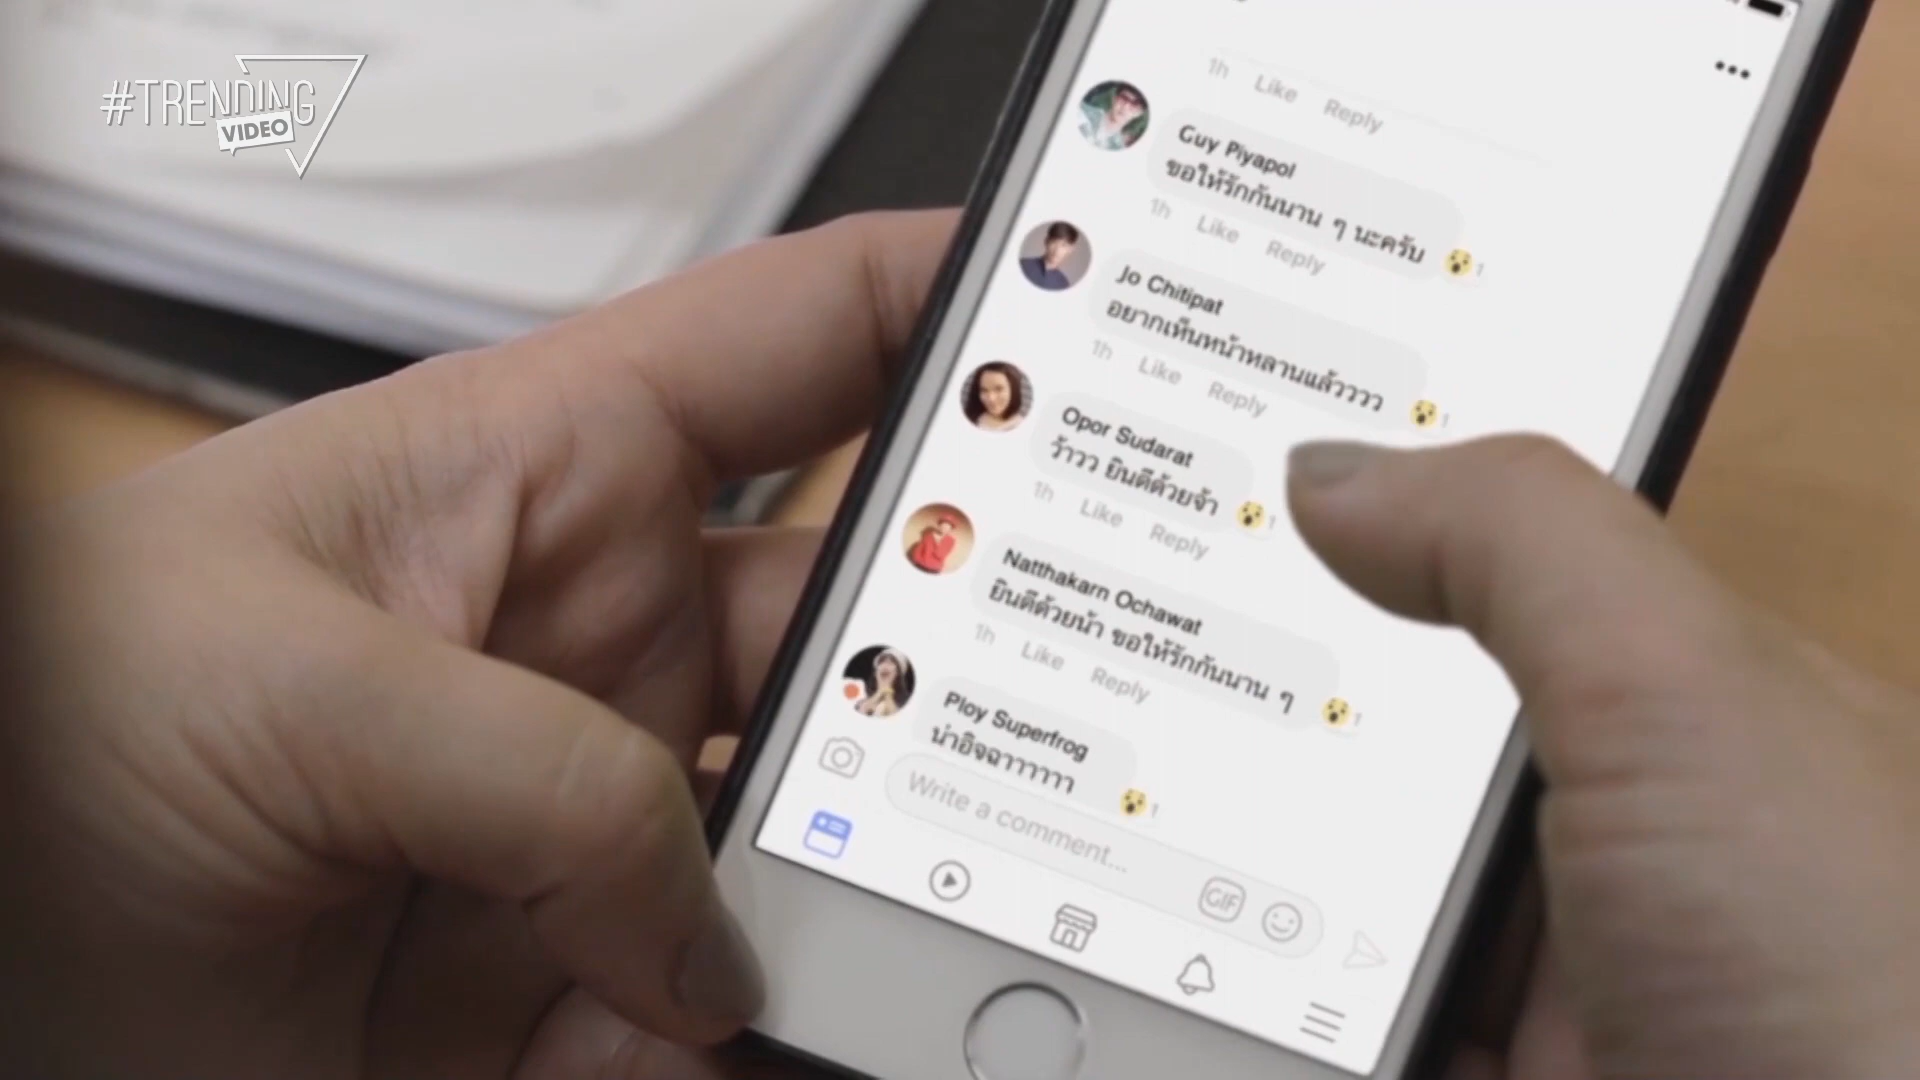 #TRENDING
VIDEO
1h Like Reply
Guy Piyapol
ขอให้รักกันนาน ๆ นะครับ
1
1h Like Reply
Jo Chitipat
อยากเห็นหน้าหลานแล้วววว
1
1h Like Reply
Opor Sudarat
ว้าวว ยินดีด้วยจ้า
1
1h Like Reply
Natthakarn Ochawat
ยินดีด้วยน้า ขอให้รักกันนาน ๆ
1
1h Like Reply
Ploy Superfrog
น่าอิจฉาาาาาา
1
Write a comment...
GIF